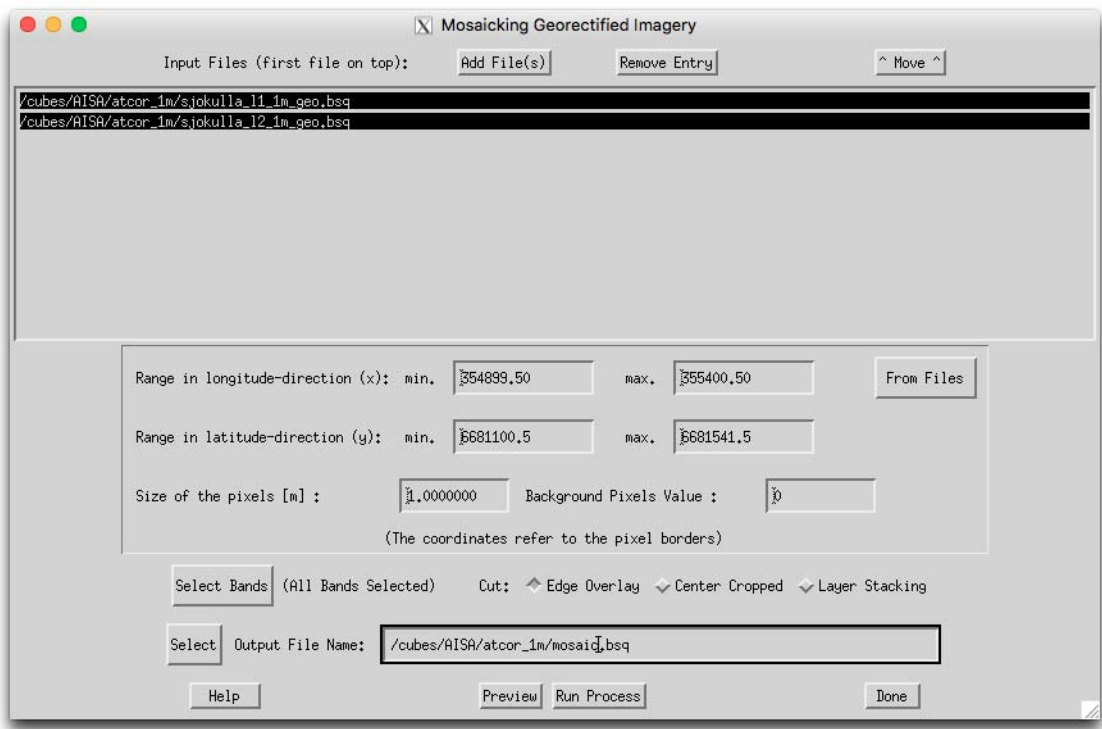 Mosaicking Georectified Imagery
Input Files (first file on top): Add File(s) Remove Entry ^ Move ^
/cubes/AISA/atcor_1m/sjokulla_l1_1m_geo.bsq
/cubes/AISA/atcor_1m/sjokulla_l2_1m_geo.bsq
Range in longitude-direction (x): min. 354899.50 max. 355400.50 From Files
Range in latitude-direction (y): min. 6681100.5 max. 6681541.5
Size of the pixels [m] : 1.0000000 Background Pixels Value : 0
(The coordinates refer to the pixel borders)
Select Bands (All Bands Selected) Cut: Edge Overlay Center Cropped Layer Stacking
Select Output File Name: /cubes/AISA/atcor_1m/mosaic.bsq
Help Preview Run Process Done